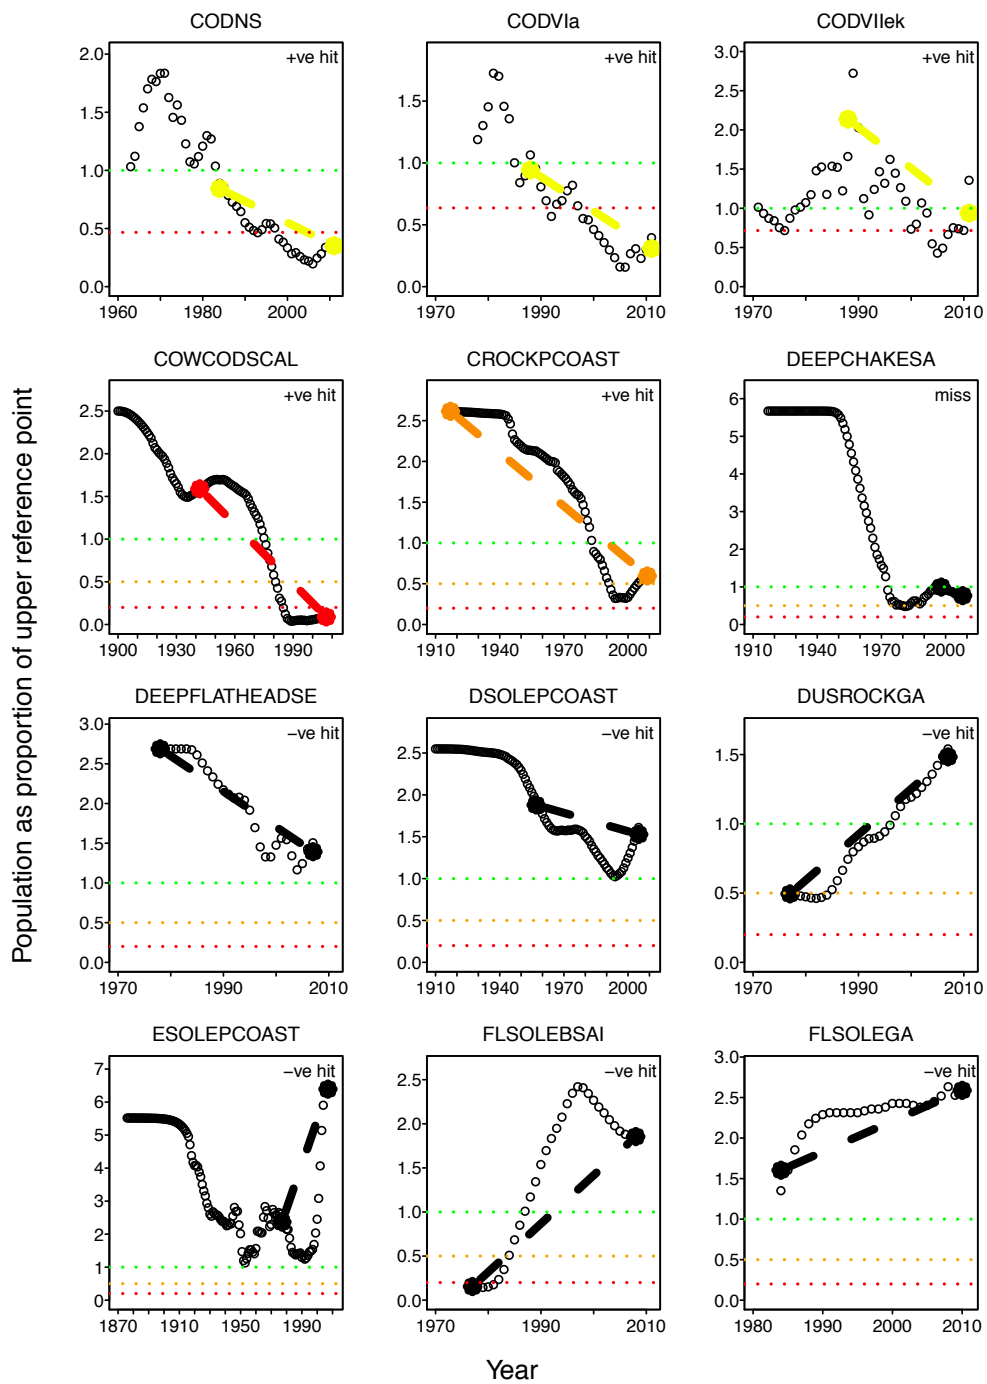 CODNS CODVIa CODVIIek
+ve hit +ve hit +ve hit
2.0 1.5 1.0 0.5 0.0
1.5 1.0 0.5 0.0
3.0 2.5 2.0 1.5 1.0 0.5 0.0
1960 1980 2000 1970 1990 2010 1970 1990 2010
COWCODSCAL CROCKPCOAST DEEPCHAKESA
+ve hit +ve hit miss
2.5 2.0 1.5 1.0 0.5 0.0
2.5 2.0 1.5 1.0 0.5 0.0
6 5 4 3 2 1 0
1900 1930 1960 1990 1910 1940 1970 2000 1910 1940 1970 2000
Population as proportion of upper reference point
DEEPFLATHEADSE DSOLEPCOAST DUSROCKGA
−ve hit −ve hit −ve hit
3.0 2.5 2.0 1.5 1.0 0.5 0.0
2.5 2.0 1.5 1.0 0.5 0.0
1.5 1.0 0.5 0.0
1970 1990 2010 1910 1940 1970 2000 1970 1990 2010
ESOLEPCOAST FLSOLEBSAI FLSOLEGA
−ve hit −ve hit −ve hit
7 6 5 4 3 2 1 0
2.5 2.0 1.5 1.0 0.5 0.0
3.0 2.5 2.0 1.5 1.0 0.5 0.0
1870 1910 1950 1990 1970 1990 2010 1980 1990 2000 2010
Year